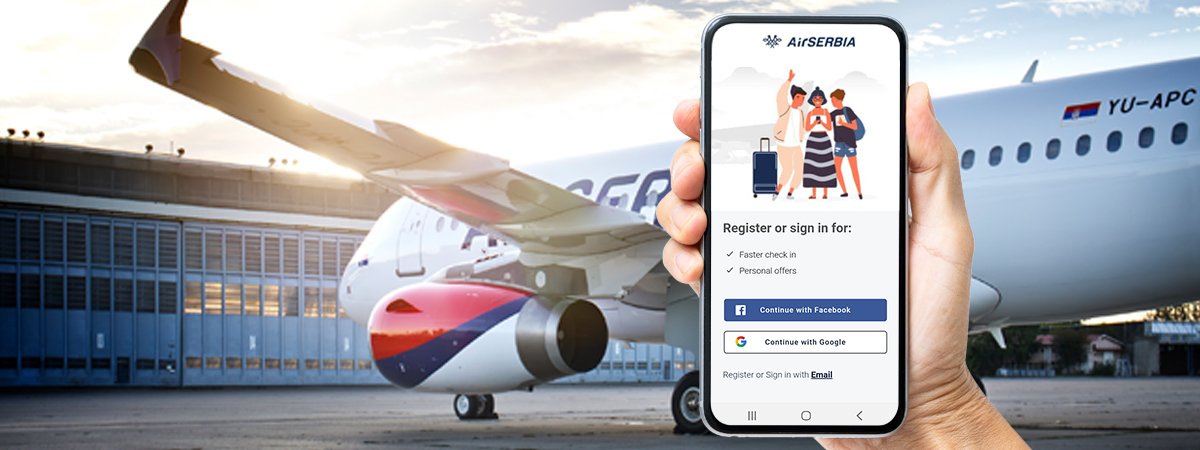 AirSERBIA
YU-APC
Register or sign in for:
Faster check in
Personal offers
Continue with Facebook
Continue with Google
Register or Sign in with Email